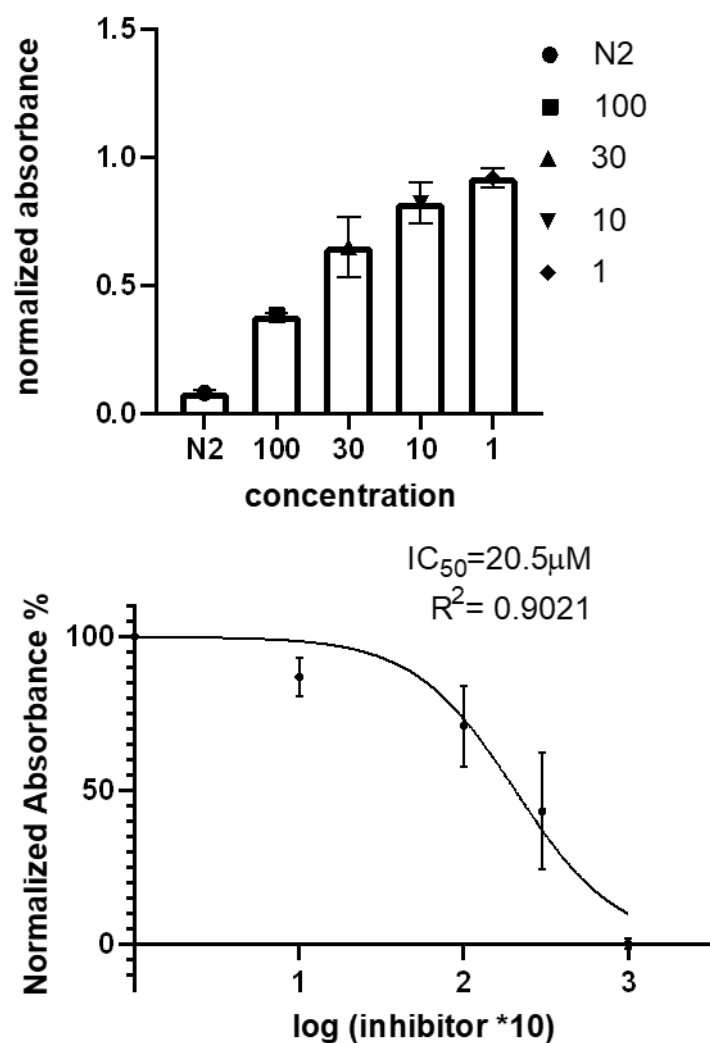 normalized absorbance
1.5
1.0
0.5
0.0
N2
100
30
10
1
N2 100 30 10 1
concentration
IC₅₀=20.5µM
R²= 0.9021
Normalized Absorbance %
100
50
0
1 2 3
log (inhibitor *10)